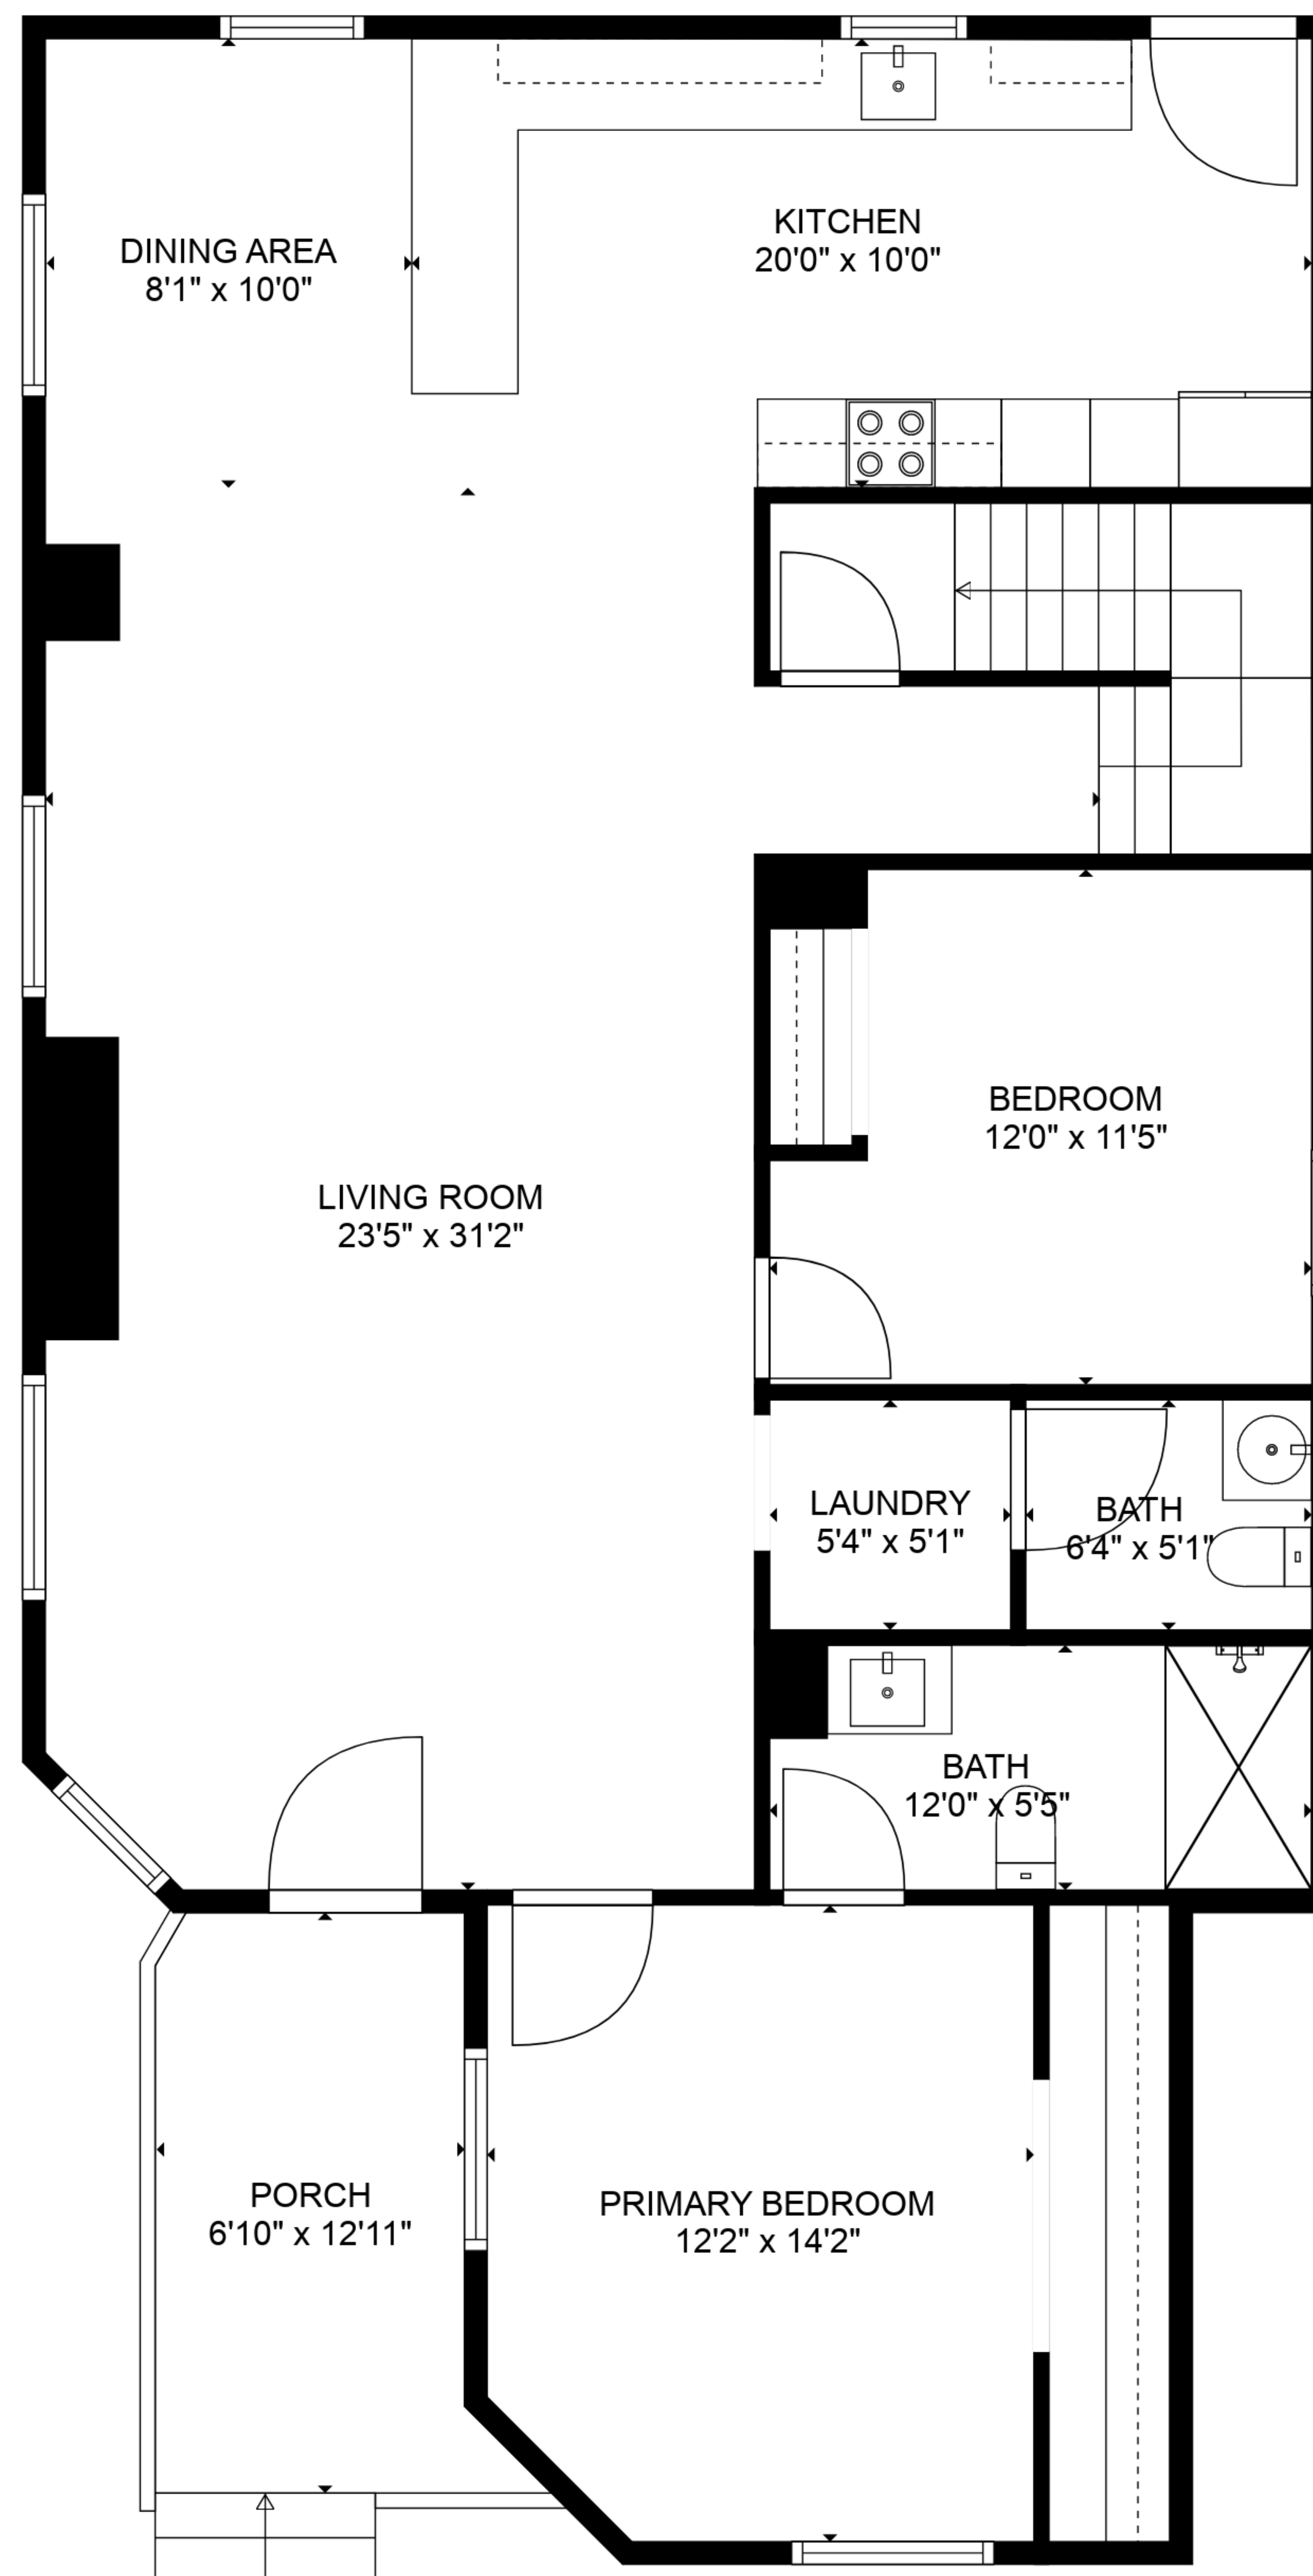 DINING AREA
8'1" x 10'0"
KITCHEN
20'0" x 10'0"
BEDROOM
12'0" x 11'5"
LIVING ROOM
23'5" x 31'2"
LAUNDRY
5'4" x 5'1"
BATH
6'4" x 5'1"
BATH
12'0" x 5'5"
PORCH
6'10" x 12'11"
PRIMARY BEDROOM
12'2" x 14'2"